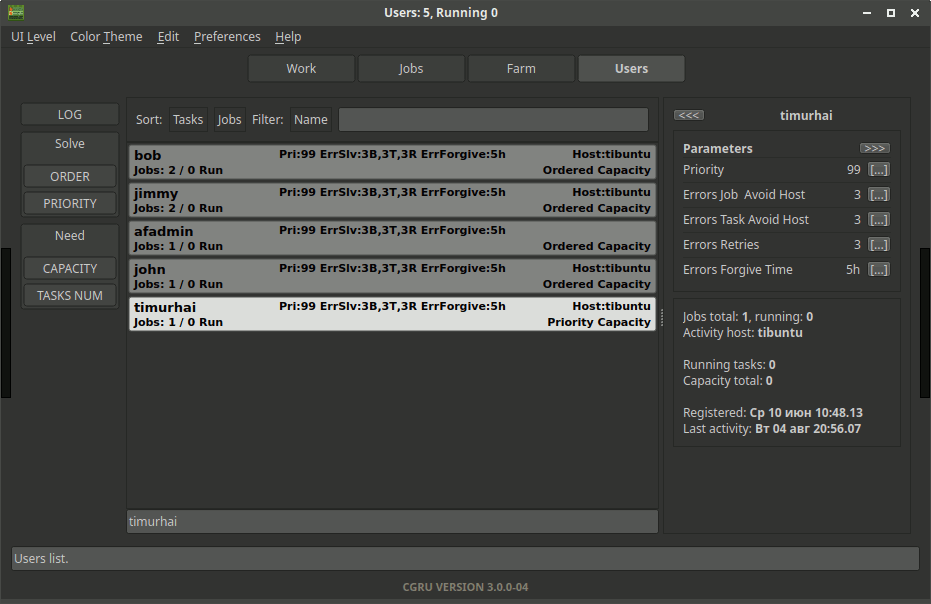 Users: 5, Running 0
UI Level Color Theme Edit Preferences Help
Work Jobs Farm Users
LOG
Solve
ORDER
PRIORITY
Need
CAPACITY
TASKS NUM
Sort: Tasks Jobs Filter: Name
bob Pri:99 ErrSlv:3B,3T,3R ErrForgive:5h Host:tibuntu
Jobs: 2 / 0 Run Ordered Capacity
jimmy Pri:99 ErrSlv:3B,3T,3R ErrForgive:5h Host:tibuntu
Jobs: 2 / 0 Run Ordered Capacity
afadmin Pri:99 ErrSlv:3B,3T,3R ErrForgive:5h
Jobs: 1 / 0 Run Ordered Capacity
john Pri:99 ErrSlv:3B,3T,3R ErrForgive:5h Host:tibuntu
Jobs: 1 / 0 Run Ordered Capacity
timurhai Pri:99 ErrSlv:3B,3T,3R ErrForgive:5h Host:tibuntu
Jobs: 1 / 0 Run Priority Capacity
timurhai
<<< timurhai
Parameters >>>
Priority 99 [...]
Errors Job Avoid Host 3 [...]
Errors Task Avoid Host 3 [...]
Errors Retries 3 [...]
Errors Forgive Time 5h [...]
Jobs total: 1, running: 0
Activity host: tibuntu
Running tasks: 0
Capacity total: 0
Registered: Ср 10 июн 10:48.13
Last activity: Вт 04 авг 20:56.07
Users list.
CGRU VERSION 3.0.0-04